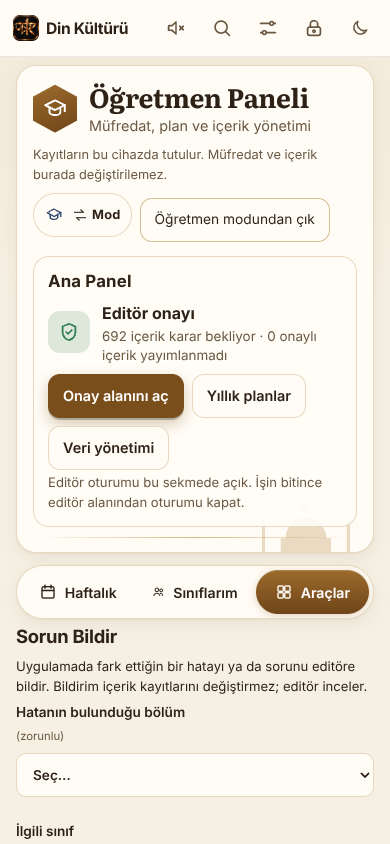 Din Kültürü
Öğretmen Paneli
Müfredat, plan ve içerik yönetimi
Kayıtların bu cihazda tutulur. Müfredat ve içerik
burada değiştirilemez.
Mod
Öğretmen modundan çık
Ana Panel
Editör onayı
692 içerik karar bekliyor · 0 onaylı
içerik yayımlanmadı
Onay alanını aç
Yıllık planlar
Veri yönetimi
Editör oturumu bu sekmede açık. İşin bitince
editör alanından oturumu kapat.
Haftalık
Sınıflarım
Araçlar
Sorun Bildir
Uygulamada fark ettiğin bir hatayı ya da sorunu editöre
bildir. Bildirim içerik kayıtlarını değiştirmez; editör inceler.
Hatanın bulunduğu bölüm
(zorunlu)
Seç...
İlgili sınıf